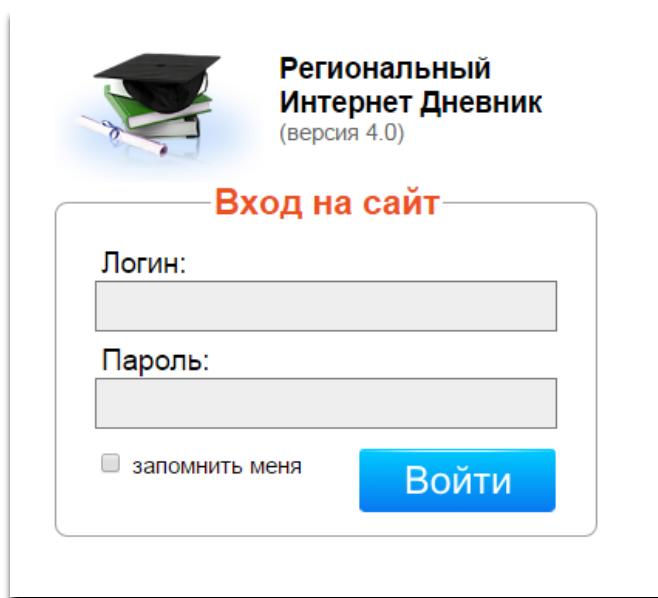 Региональный
Интернет Дневник
(версия 4.0)
Вход на сайт
Логин:
Пароль:
запомнить меня
Войти